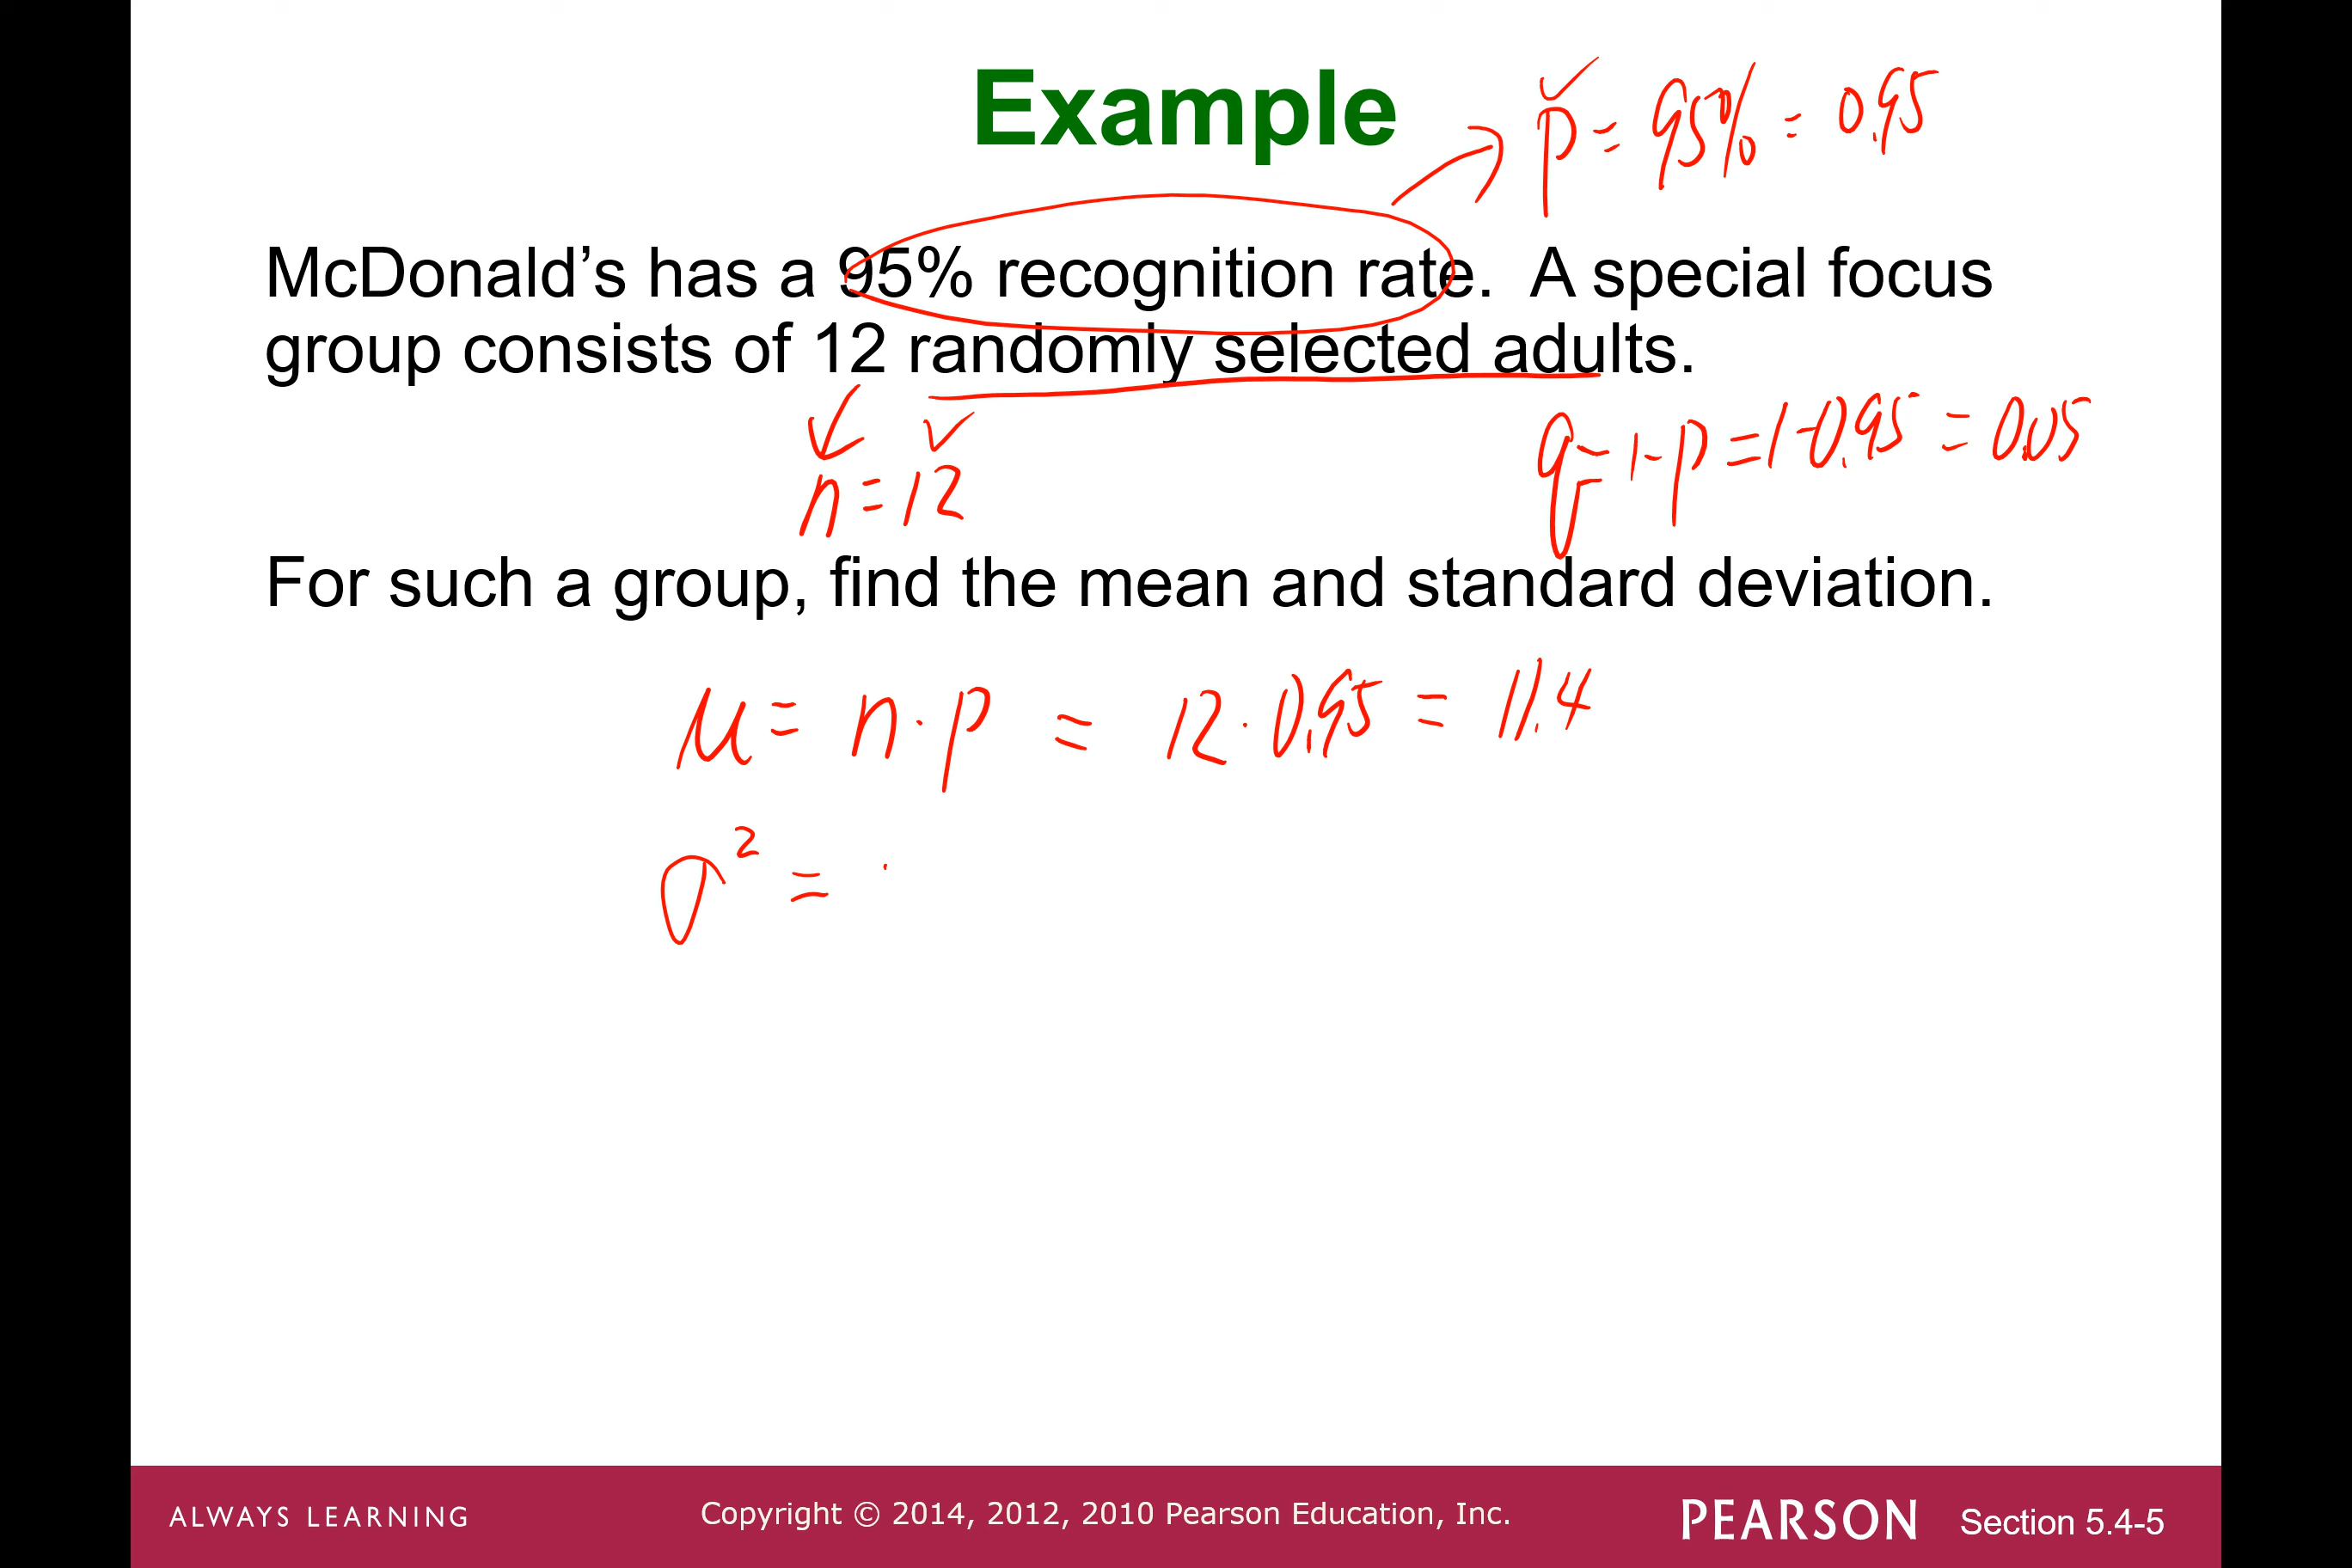 Example
p = 95% = 0.95
McDonald’s has a 95% recognition rate.  A special focus
group consists of 12 randomly selected adults.
n = 12
q = 1-p = 1-0.95 = 0.05
For such a group, find the mean and standard deviation.
μ = n · p = 12 · 0.95 = 11.4
σ² =
ALWAYS LEARNING
Copyright © 2014, 2012, 2010 Pearson Education, Inc.
PEARSON
Section 5.4-5